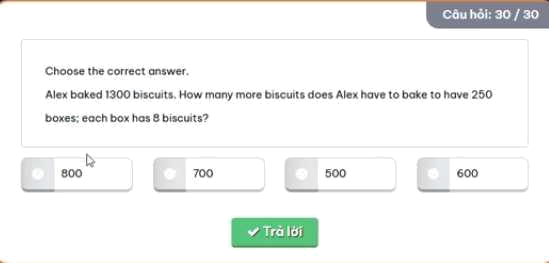 Câu hỏi: 30 / 30
Choose the correct answer.
Alex baked 1300 biscuits. How many more biscuits does Alex have to bake to have 250
boxes; each box has 8 biscuits?
800
700
500
600
Trả lời